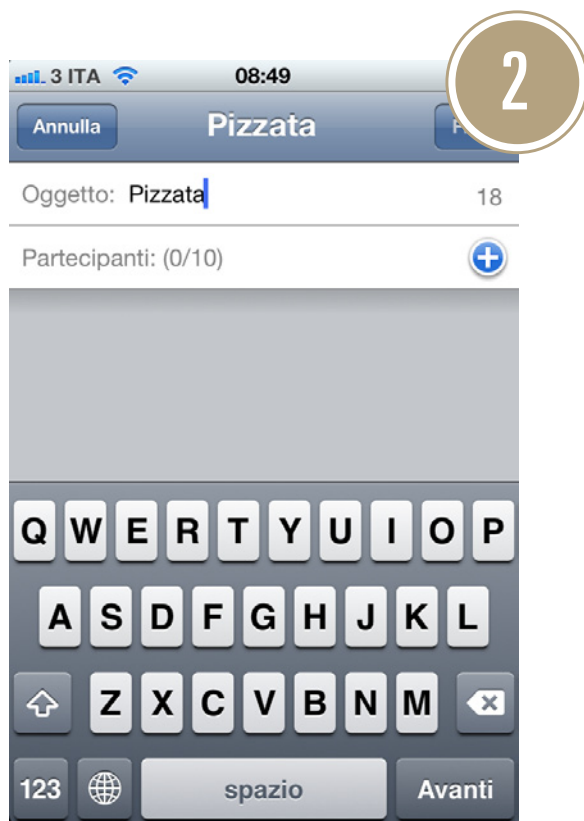 2
3 ITA 08:49
Annulla Pizzata
Oggetto: Pizzata 18
Partecipanti: (0/10)
Q W E R T Y U I O P
A S D F G H J K L
Z X C V B N M
123 spazio Avanti